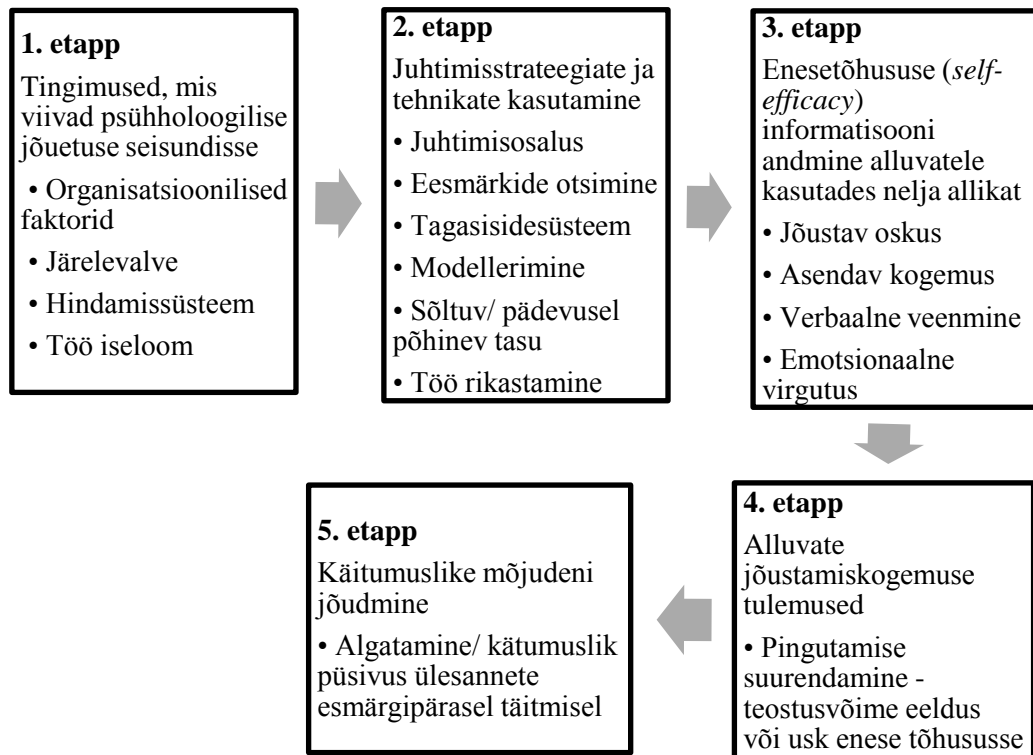 1. etapp
Tingimused, mis
viivad psühholoogilise
jõuetuse seisundisse
• Organisatsioonilised
faktorid
• Järelevalve
• Hindamissüsteem
• Töö iseloom
2. etapp
Juhtimisstrateegiate ja
tehnikate kasutamine
• Juhtimisosalus
• Eesmärkide otsimine
• Tagasisidesüsteem
• Modellerimine
• Sõltuv/ pädevusel
põhinev tasu
• Töö rikastamine
3. etapp
Enesetõhususe (self-
efficacy)
informatisooni
andmine alluvatele
kasutades nelja allikat
• Jõustav oskus
• Asendav kogemus
• Verbaalne veenmine
• Emotsionaalne
virgutus
4. etapp
Alluvate
jõustamiskogemuse
tulemused
• Pingutamise
suurendamine -
teostusvõime eeldus
või usk enese tõhususse
5. etapp
Käitumuslike mõjudeni
jõudmine
• Algatamine/ kätumuslik
püsivus ülesannete
esmärgipärasel täitmisel